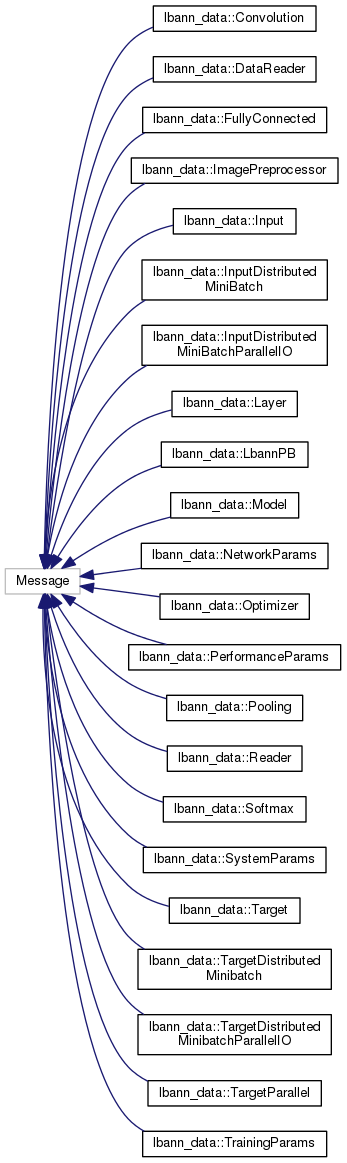 lbann_data::Convolution
lbann_data::DataReader
lbann_data::FullyConnected
lbann_data::ImagePreprocessor
lbann_data::Input
lbann_data::InputDistributed
MiniBatch
lbann_data::InputDistributed
MiniBatchParallelIO
lbann_data::Layer
lbann_data::LbannPB
lbann_data::Model
lbann_data::NetworkParams
Message
lbann_data::Optimizer
lbann_data::PerformanceParams
lbann_data::Pooling
lbann_data::Reader
lbann_data::Softmax
lbann_data::SystemParams
lbann_data::Target
lbann_data::TargetDistributed
Minibatch
lbann_data::TargetDistributed
MinibatchParallelIO
lbann_data::TargetParallel
lbann_data::TrainingParams